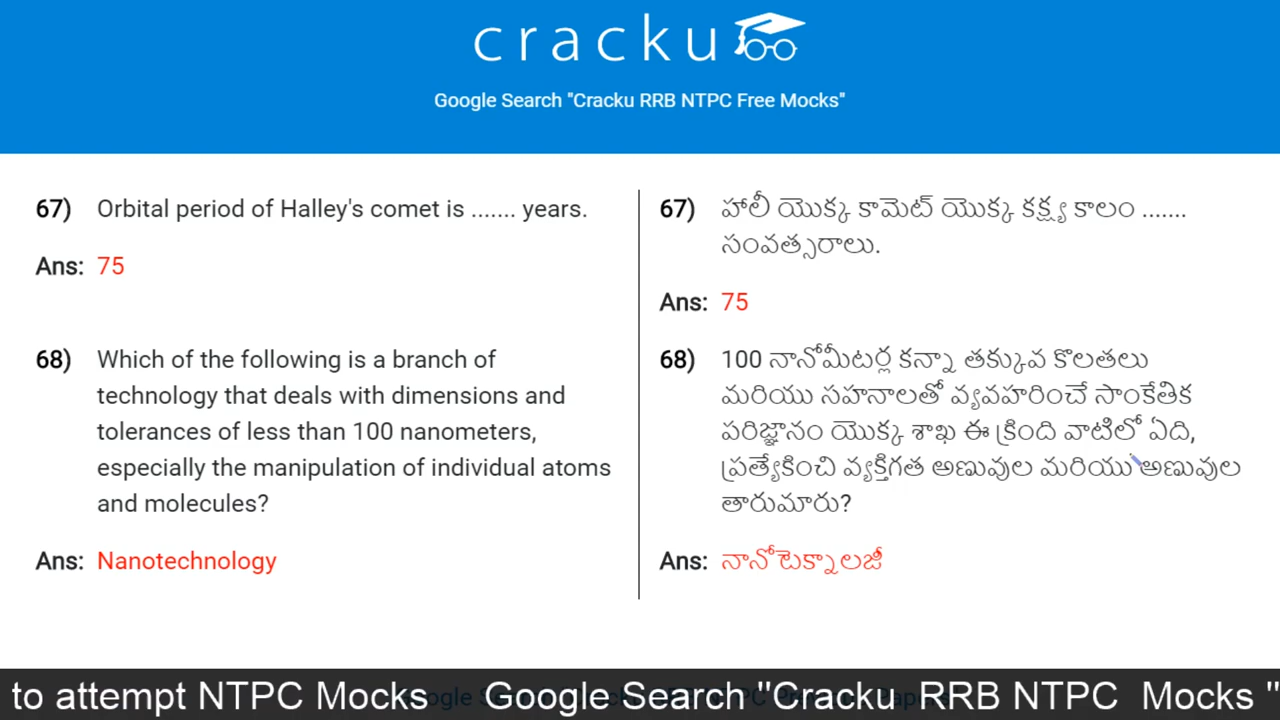 cracku
Google Search "Cracku RRB NTPC Free Mocks"
67) Orbital period of Halley's comet is ....... years.
Ans: 75
68) Which of the following is a branch of
technology that deals with dimensions and
tolerances of less than 100 nanometers,
especially the manipulation of individual atoms
and molecules?
Ans: Nanotechnology
67) హాలీ యొక్క కామెట్ యొక్క కక్ష్య కాలం .......
సంవత్సరాలు.
Ans: 75
68) 100 నానోమీటర్ల కన్నా తక్కువ కొలతలు
మరియు సహనాలతో వ్యవహరించే సాంకేతిక
పరిజ్ఞానం యొక్క శాఖ ఈ క్రింది వాటిలో ఏది,
ప్రత్యేకించి వ్యక్తిగత అణువుల మరియు అణువుల
తారుమారు?
Ans: నానోటెక్నాలజీ
to attempt NTPC Mocks Google Search "Cracku RRB NTPC Mocks "